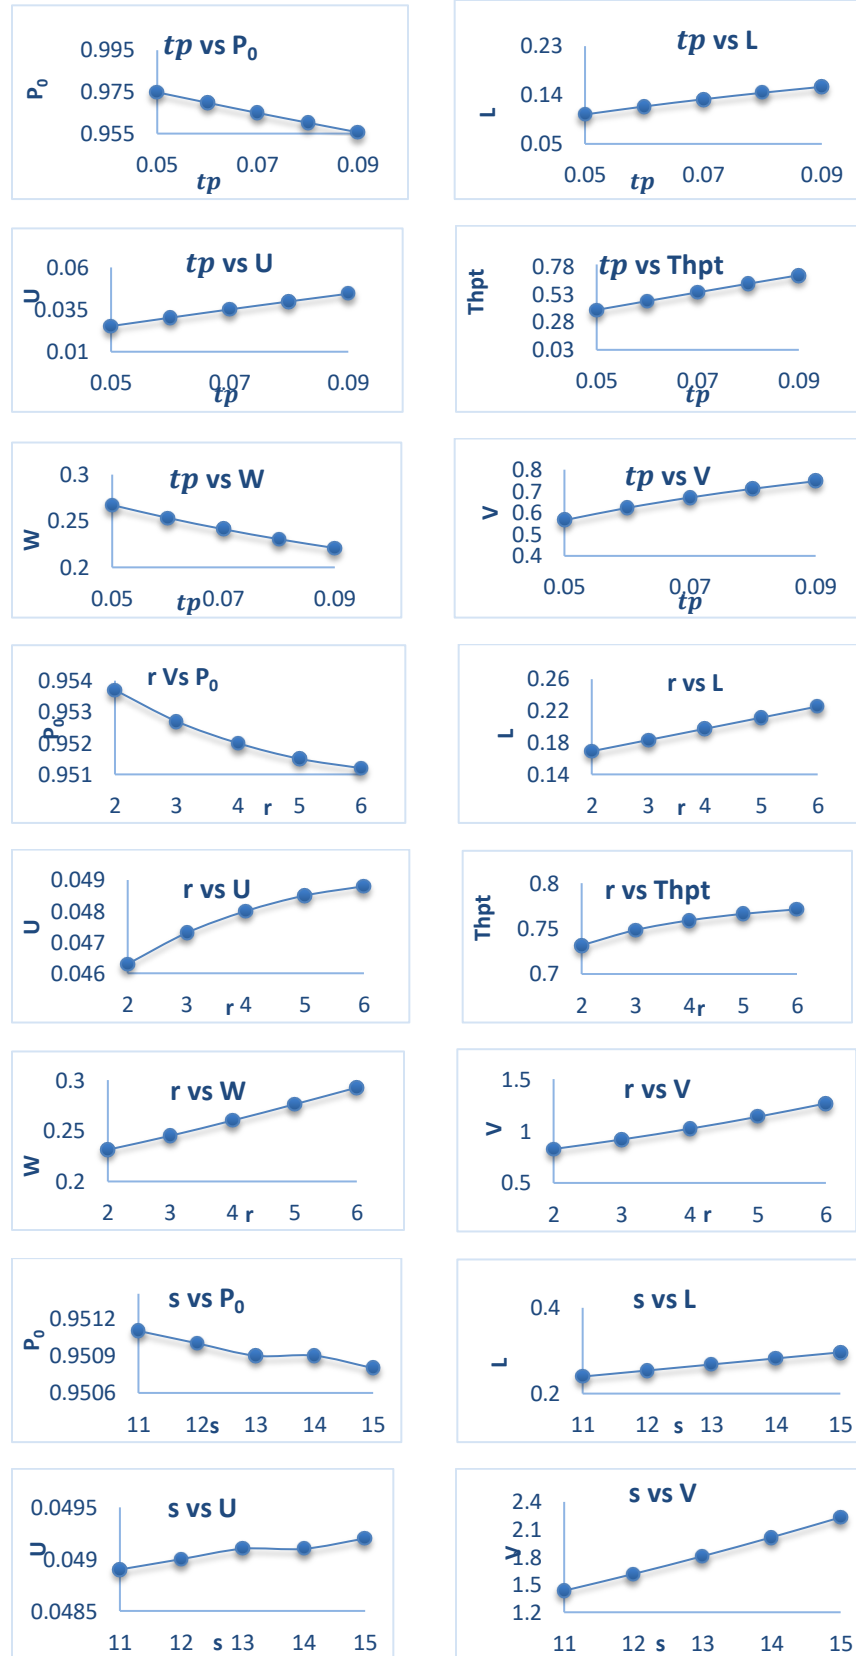 tp vs P0
0.995
0.975
0.955
P0
0.05 0.07 0.09
tp
tp vs L
0.23
0.14
0.05
L
0.05 0.07 0.09
tp
tp vs U
0.06
0.035
0.01
U
0.05 0.07 0.09
tp
tp vs Thpt
0.78
0.53
0.28
0.03
Thpt
0.05 0.07 0.09
tp
tp vs W
0.3
0.25
0.2
W
0.05 0.07 0.09
tp
tp vs V
0.8
0.7
0.6
0.5
0.4
V
0.05 0.07 0.09
tp
r Vs P0
0.954
0.953
0.952
0.951
P0
2 3 4 5 6
r
r vs L
0.26
0.22
0.18
0.14
L
2 3 4 5 6
r
r vs U
0.049
0.048
0.047
0.046
U
2 3 4 5 6
r
r vs Thpt
0.8
0.75
0.7
Thpt
2 3 4 5 6
r
r vs W
0.3
0.25
0.2
W
2 3 4 5 6
r
r vs V
1.5
1
0.5
V
2 3 4 5 6
r
s vs P0
0.9512
0.9509
0.9506
P0
11 12 13 14 15
s
s vs L
0.4
0.2
L
11 12 13 14 15
s
s vs U
0.0495
0.049
0.0485
U
11 12 13 14 15
s
s vs V
2.4
2.1
1.8
1.5
1.2
V
11 12 13 14 15
s